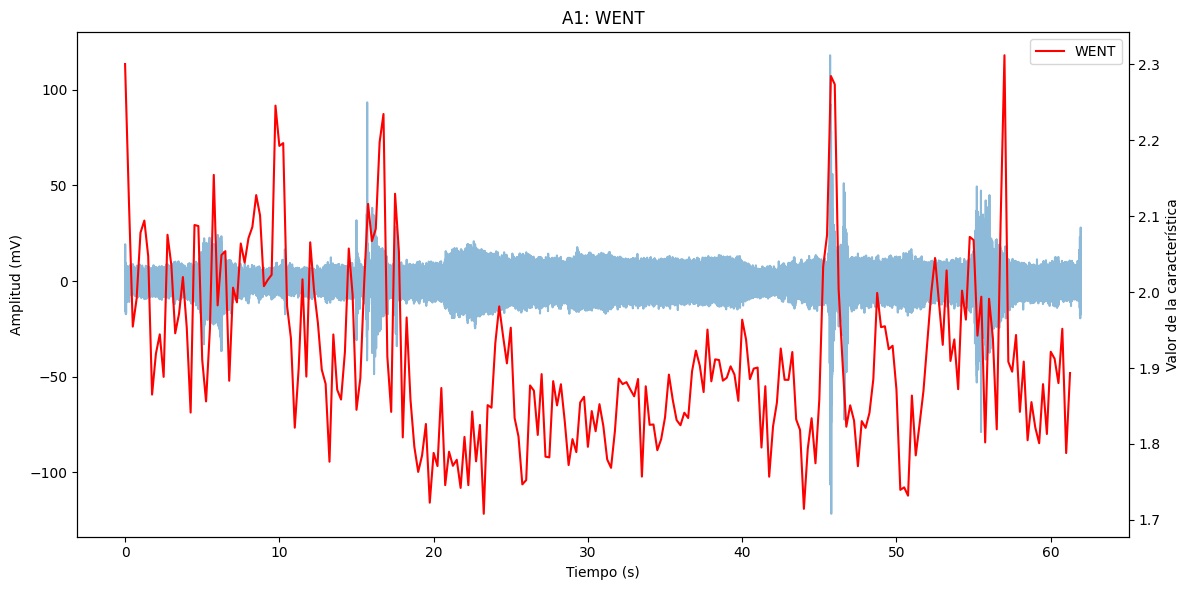 A1: WENT
WENT
Amplitud (mV)
100
50
0
−50
−100
2.3
2.2
2.1
2.0
1.9
1.8
1.7
Valor de la característica
0 10 20 30 40 50 60
Tiempo (s)